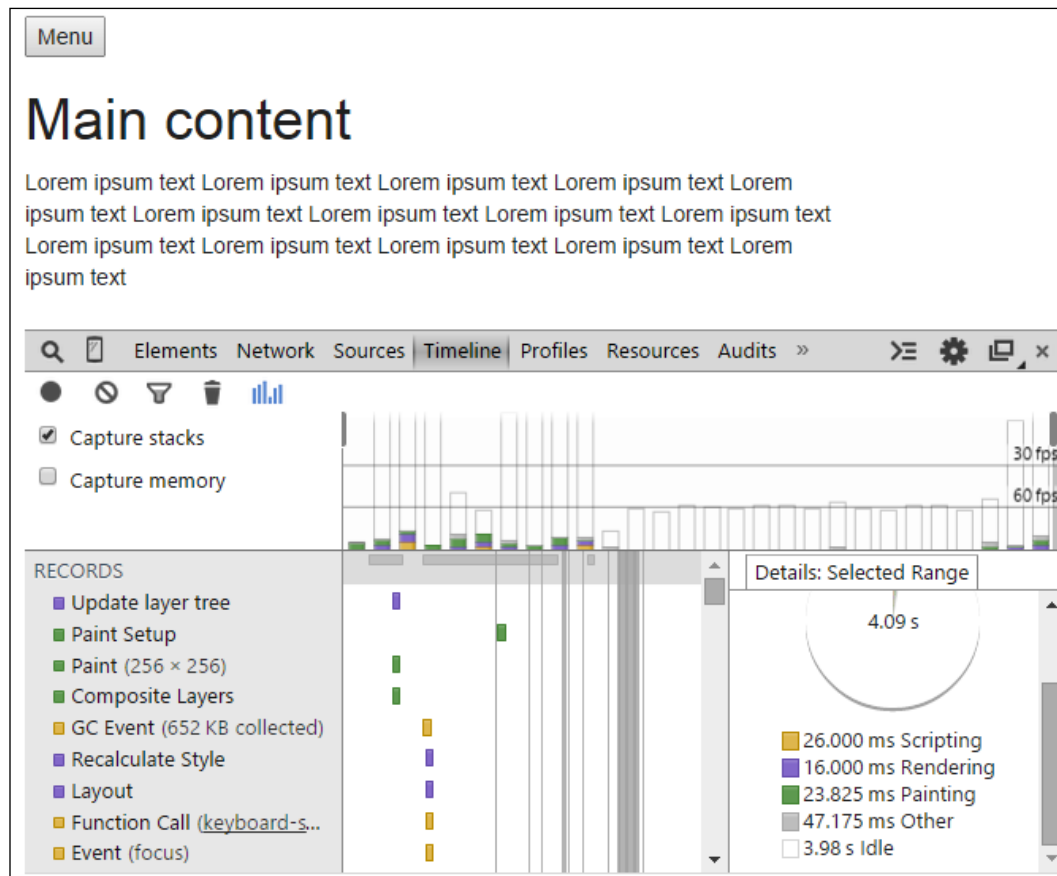 Menu
Main content
Lorem ipsum text Lorem ipsum text Lorem ipsum text Lorem ipsum text Lorem
ipsum text Lorem ipsum text Lorem ipsum text Lorem ipsum text Lorem ipsum text
Lorem ipsum text Lorem ipsum text Lorem ipsum text Lorem ipsum text Lorem
ipsum text
Elements Network Sources Timeline Profiles Resources Audits »
Capture stacks
Capture memory
30 fps
60 fps
RECORDS
Update layer tree
Paint Setup
Paint (256 × 256)
Composite Layers
GC Event (652 KB collected)
Recalculate Style
Layout
Function Call (keyboard-s...
Event (focus)
Details: Selected Range
4.09 s
26.000 ms Scripting
16.000 ms Rendering
23.825 ms Painting
47.175 ms Other
3.98 s Idle